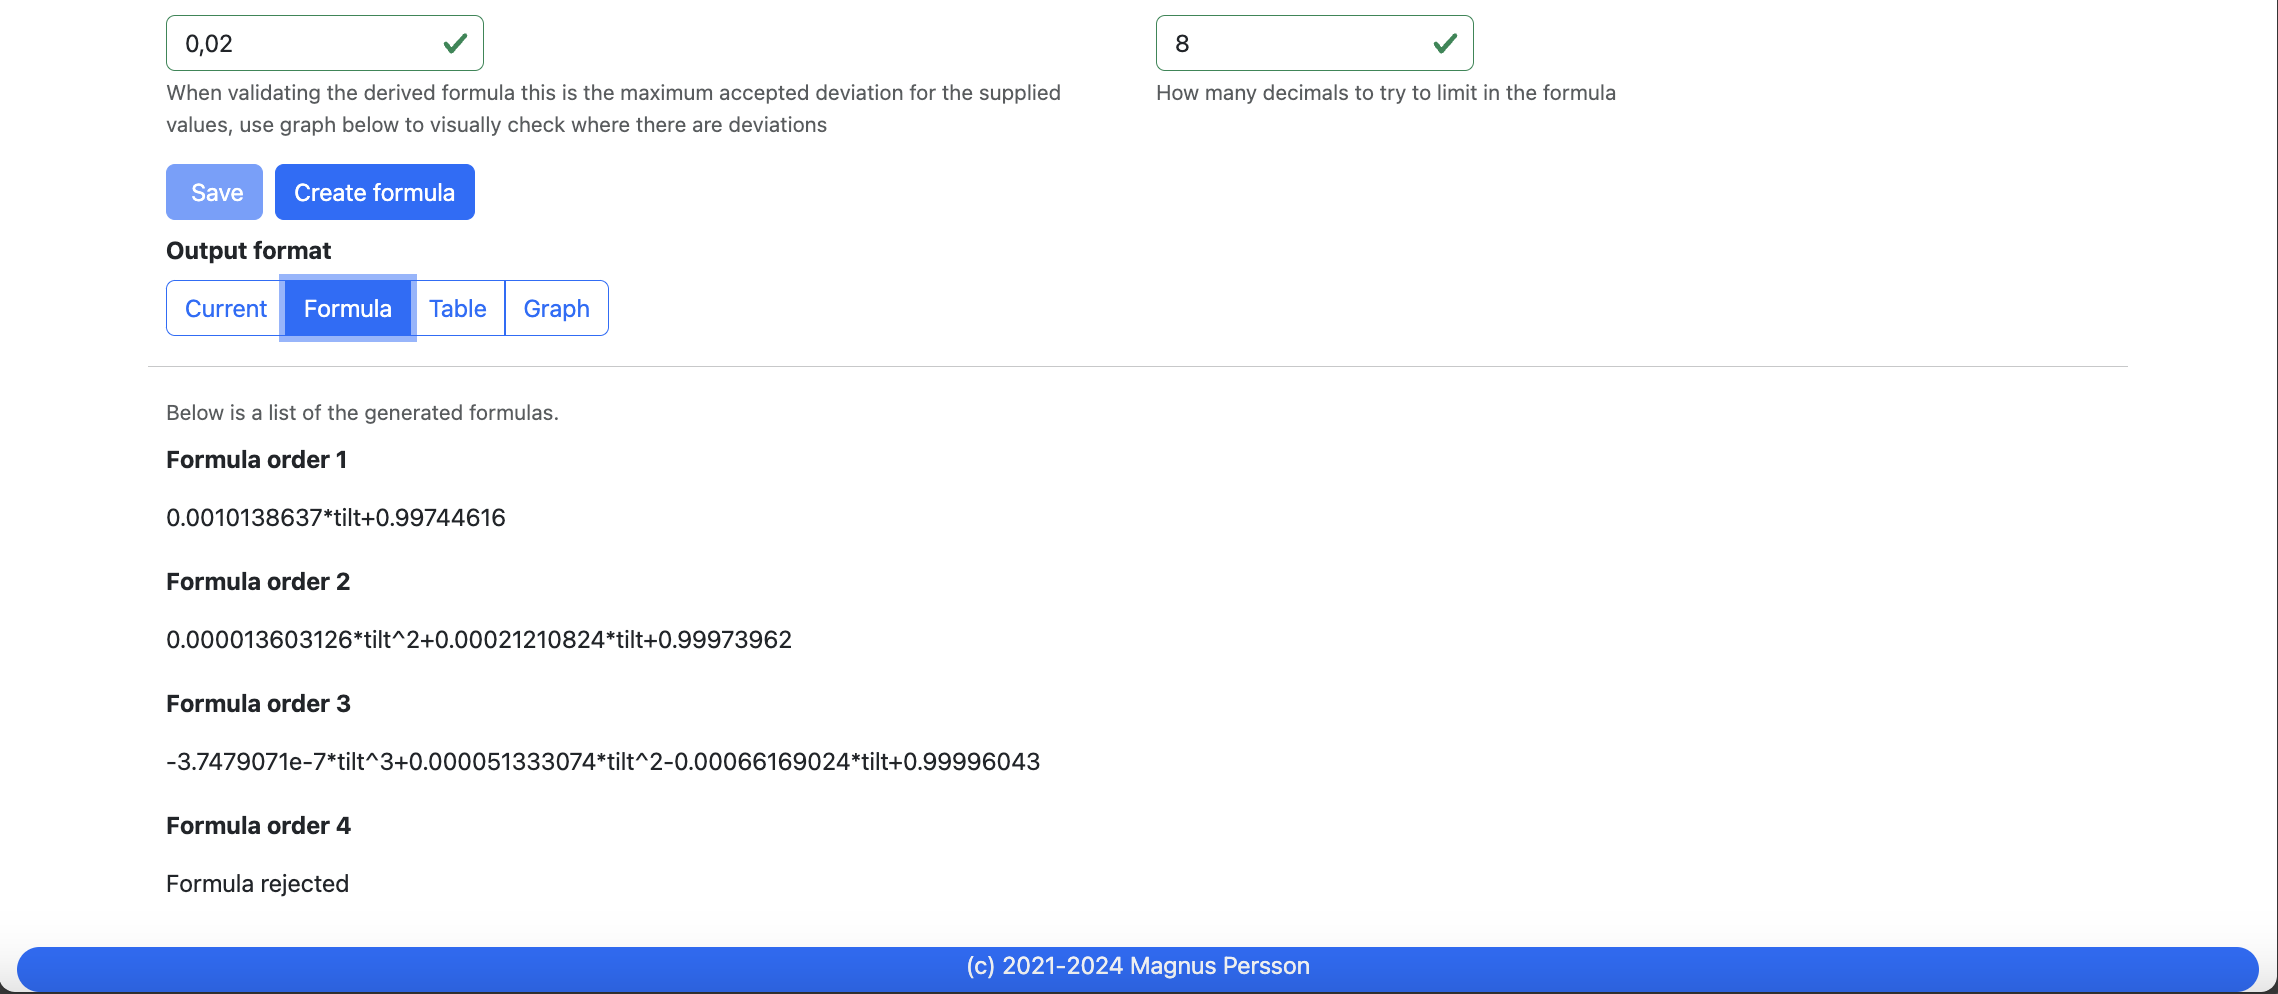 0,02
8
When validating the derived formula this is the maximum accepted deviation for the supplied
values, use graph below to visually check where there are deviations
How many decimals to try to limit in the formula
Save Create formula
Output format
Current Formula Table Graph
Below is a list of the generated formulas.
Formula order 1
0.0010138637*tilt+0.99744616
Formula order 2
0.000013603126*tilt^2+0.00021210824*tilt+0.99973962
Formula order 3
-3.7479071e-7*tilt^3+0.000051333074*tilt^2-0.00066169024*tilt+0.99996043
Formula order 4
Formula rejected
(c) 2021-2024 Magnus Persson